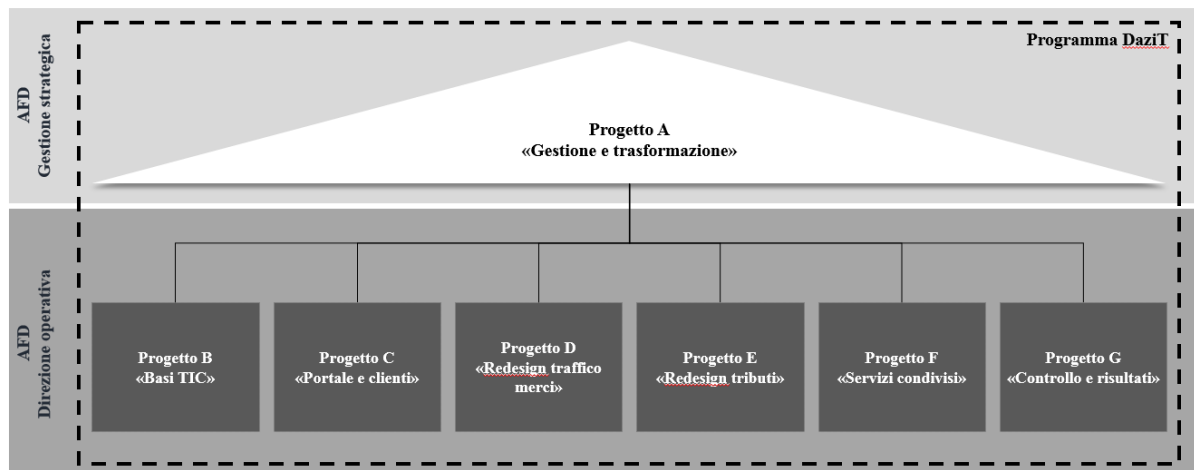 Programma DaziT
AFD
Gestione strategica
Progetto A
«Gestione e trasformazione»
AFD
Direzione operativa
Progetto B
«Basi TIC»
Progetto C
«Portale e clienti»
Progetto D
«Redesign traffico
merci»
Progetto E
«Redesign tributi»
Progetto F
«Servizi condivisi»
Progetto G
«Controllo e risultati»